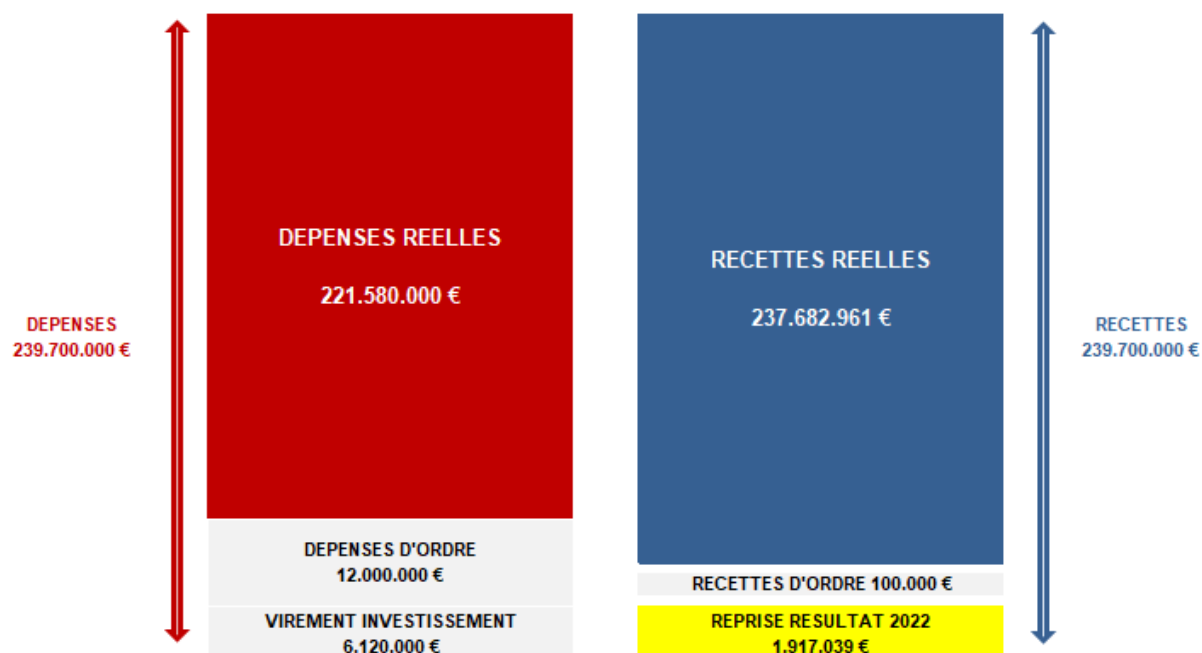 DEPENSES
239.700.000 €
DEPENSES REELLES
221.580.000 €
DEPENSES D'ORDRE
12.000.000 €
VIREMENT INVESTISSEMENT
6.120.000 €
RECETTES REELLES
237.682.961 €
RECETTES D'ORDRE 100.000 €
REPRISE RESULTAT 2022
1.917.039 €
RECETTES
239.700.000 €